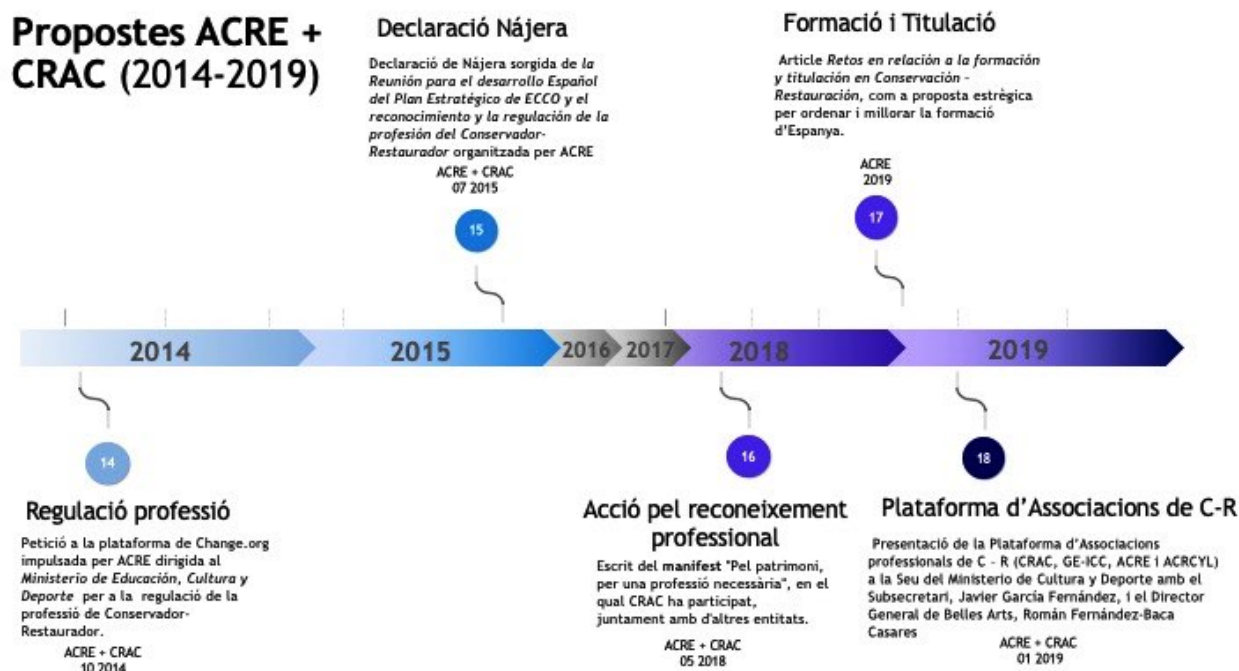 Propostes ACRE +
CRAC (2014-2019)
Declaració Nájera
Declaració de Nájera sorgida de la
Reunión para el desarrollo Español
del Plan Estratégico de ECCO y el
reconocimiento y la regulación de la
profesión del Conservador-
Restaurador organitzada per ACRE
ACRE + CRAC
07 2015
15
Formació i Titulació
Article Retos en relación a la formación
y titulación en Conservación -
Restauración, com a proposta estrègica
per ordenar i millorar la formació
d'Espanya.
ACRE
2019
17
2014
2015
2016
2017
2018
2019
14
Regulació professió
Petició a la plataforma de Change.org
impulsada per ACRE dirigida al
Ministerio de Educación, Cultura y
Deporte per a la regulació de la
professió de Conservador-
Restaurador.
ACRE + CRAC
10 2014
16
Acció pel reconeixement
professional
Escrit del manifest "Pel patrimoni,
per una professió necessària", en el
qual CRAC ha participat,
juntament amb d'altres entitats.
ACRE + CRAC
05 2018
18
Plataforma d'Associacions de C-R
Presentació de la Plataforma d'Associacions
professionals de C - R (CRAC, GE-ICC, ACRE i ACRCYL)
a la Seu del Ministerio de Cultura y Deporte amb el
Subsecretari, Javier García Fernández, i el Director
General de Belles Arts, Román Fernández-Baca
Casares
ACRE + CRAC
01 2019